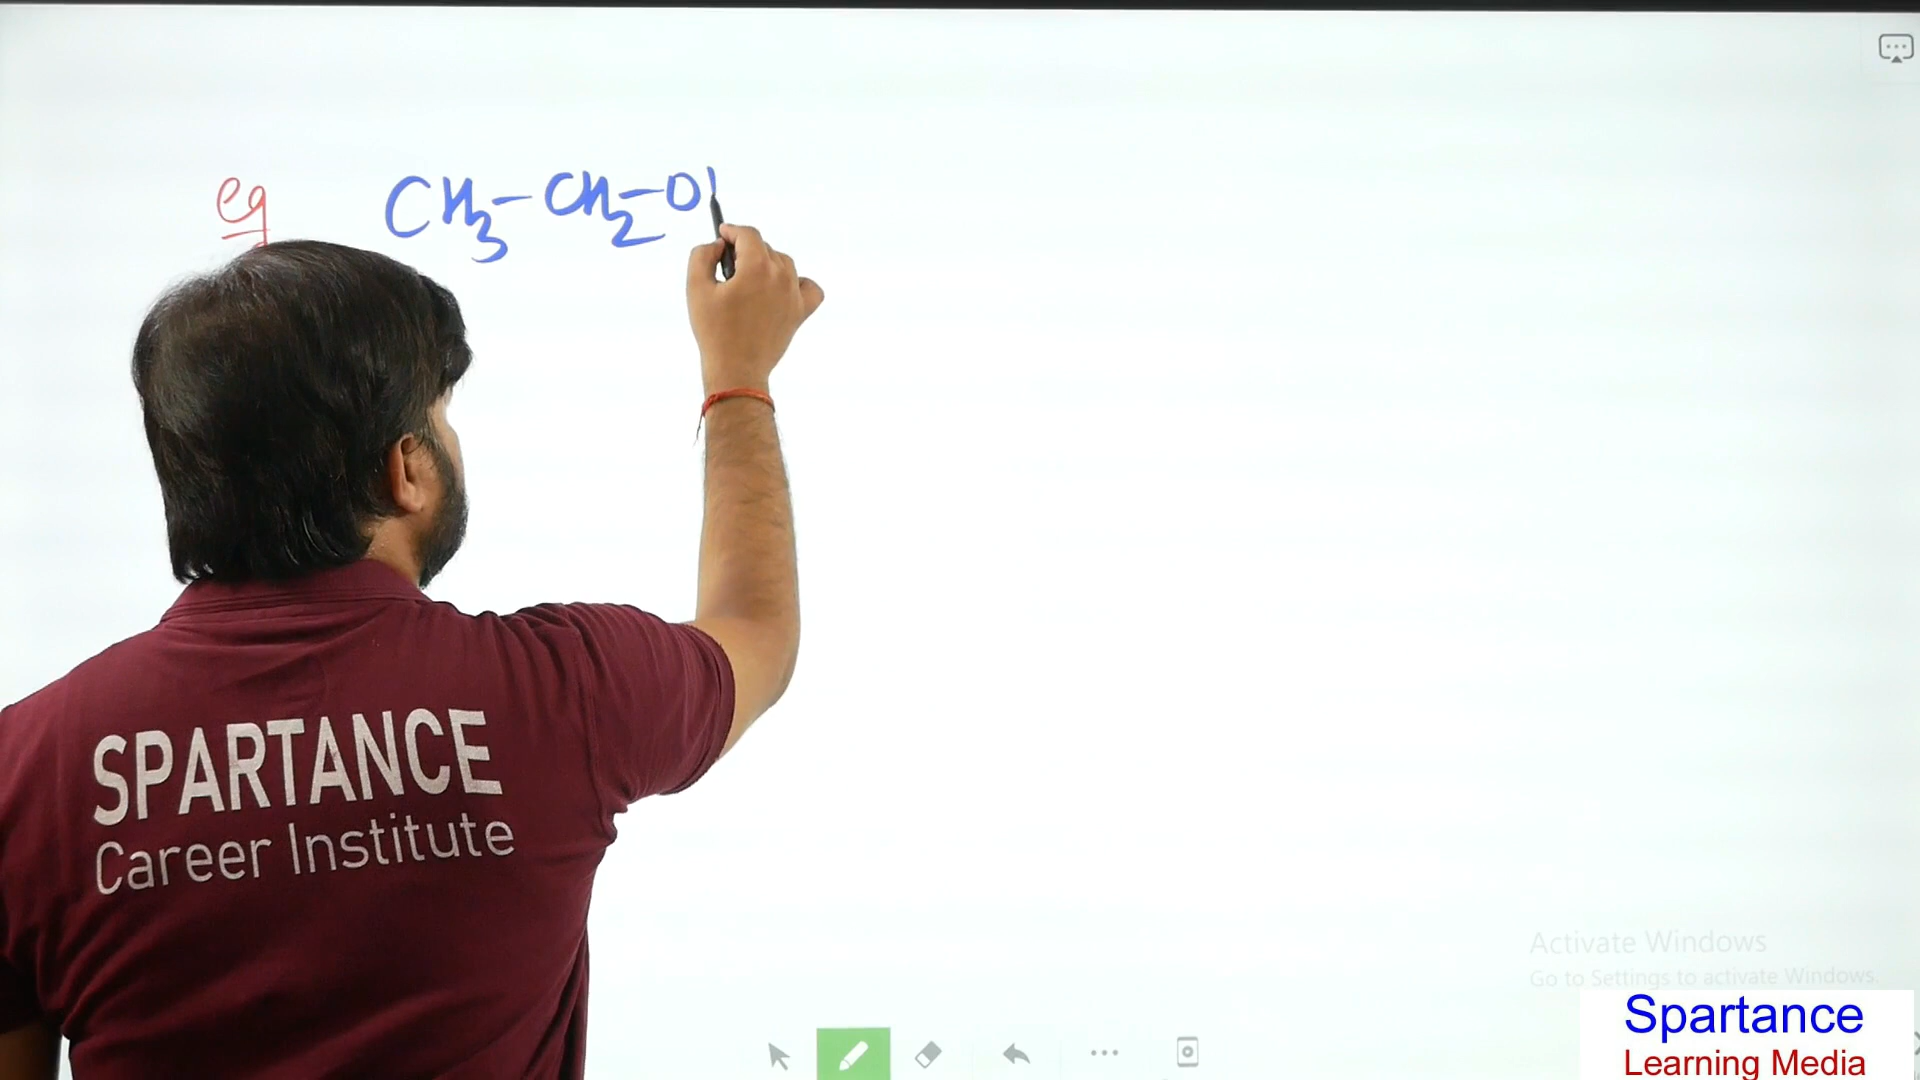 eg CH3-CH2-O
SPARTANCE
Career Institute
Activate Windows
Go to Settings to activate Windows.
Spartance
Learning Media